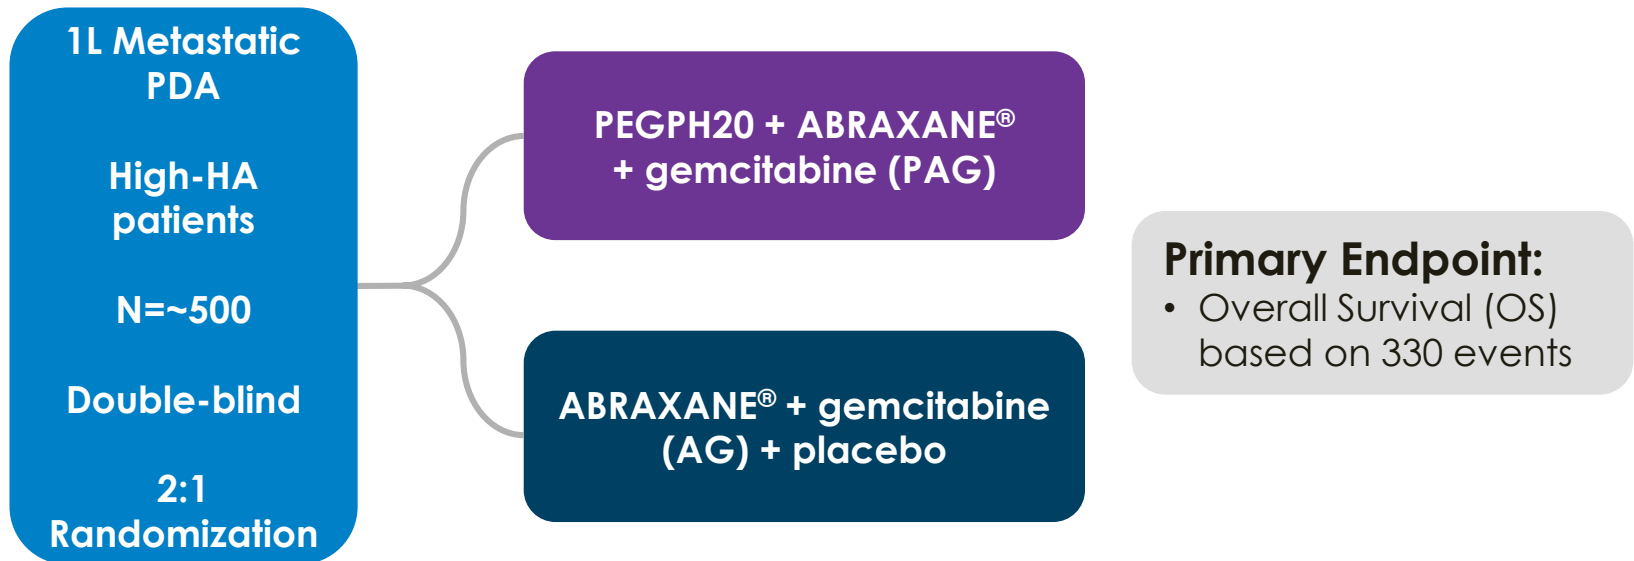 1L Metastatic
PDA
High-HA
patients
N=~500
Double-blind
2:1
Randomization
PEGPH20 + ABRAXANE®
+ gemcitabine (PAG)
ABRAXANE® + gemcitabine
(AG) + placebo
Primary Endpoint:
• Overall Survival (OS)
based on 330 events